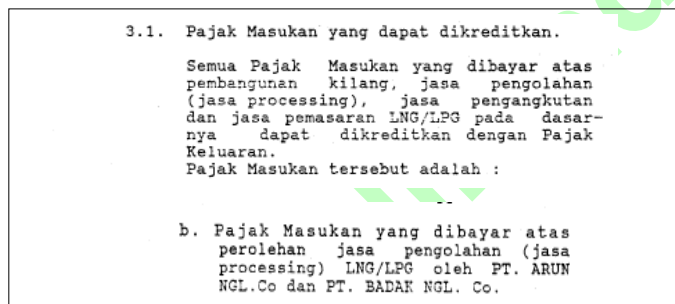 3.1. Pajak Masukan yang dapat dikreditkan.
Semua Pajak Masukan yang dibayar atas
pembangunan kilang, jasa pengolahan
(jasa processing), jasa pengangkutan
dan jasa pemasaran LNG/LPG pada dasar-
nya dapat dikreditkan dengan Pajak
Keluaran.
Pajak Masukan tersebut adalah :
--
b. Pajak Masukan yang dibayar atas
perolehan jasa pengolahan (jasa
processing) LNG/LPG oleh PT. ARUN
NGL.Co dan PT. BADAK NGL. Co.